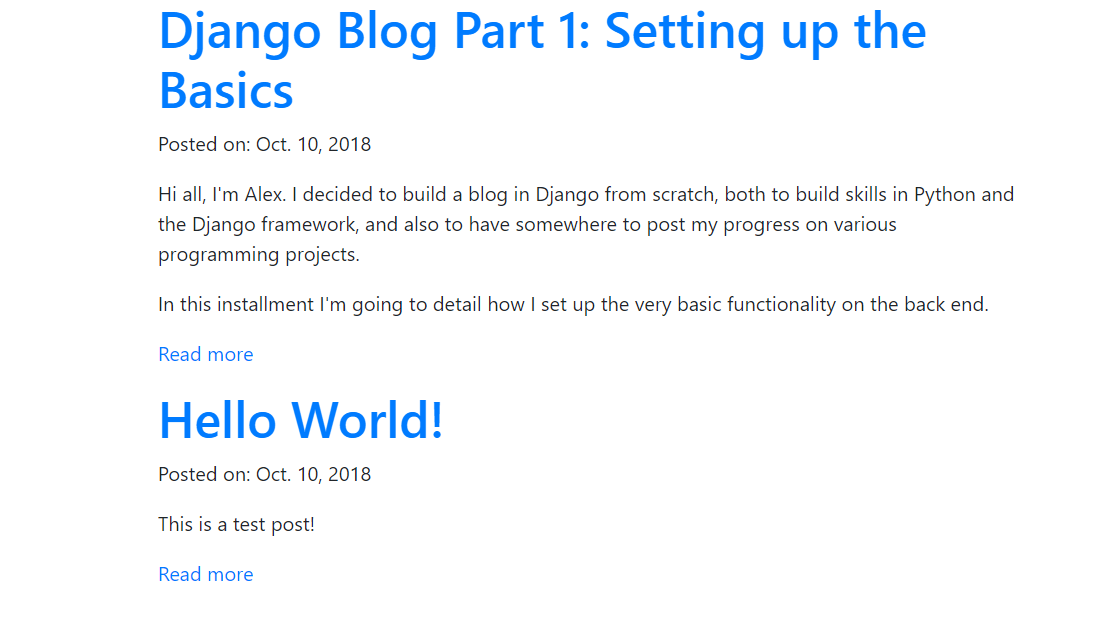 Django Blog Part 1: Setting up the
Basics
Posted on: Oct. 10, 2018
Hi all, I'm Alex. I decided to build a blog in Django from scratch, both to build skills in Python and
the Django framework, and also to have somewhere to post my progress on various
programming projects.
In this installment I'm going to detail how I set up the very basic functionality on the back end.
Read more
Hello World!
Posted on: Oct. 10, 2018
This is a test post!
Read more